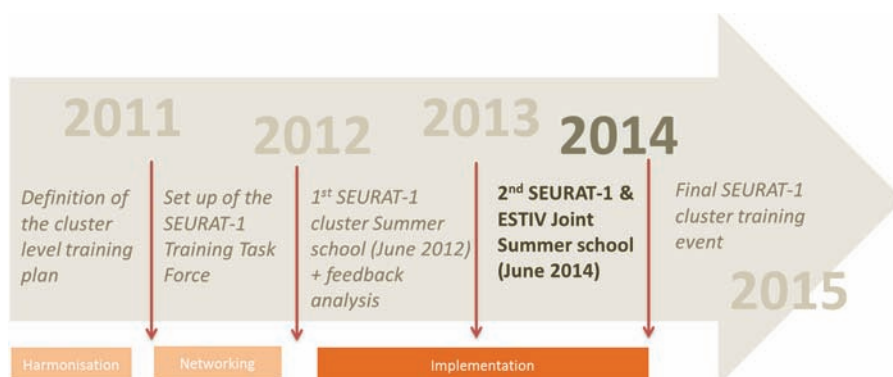 2011
2012
2013
2014
Definition of
the cluster
level training
plan
Set up of the
SEURAT-1
Training Task
Force
1st SEURAT-1
cluster Summer
school (June 2012)
+ feedback
analysis
2nd SEURAT-1 &
ESTIV Joint
Summer school
(June 2014)
Final SEURAT-1
cluster training
event
2015
Harmonisation
Networking
Implementation